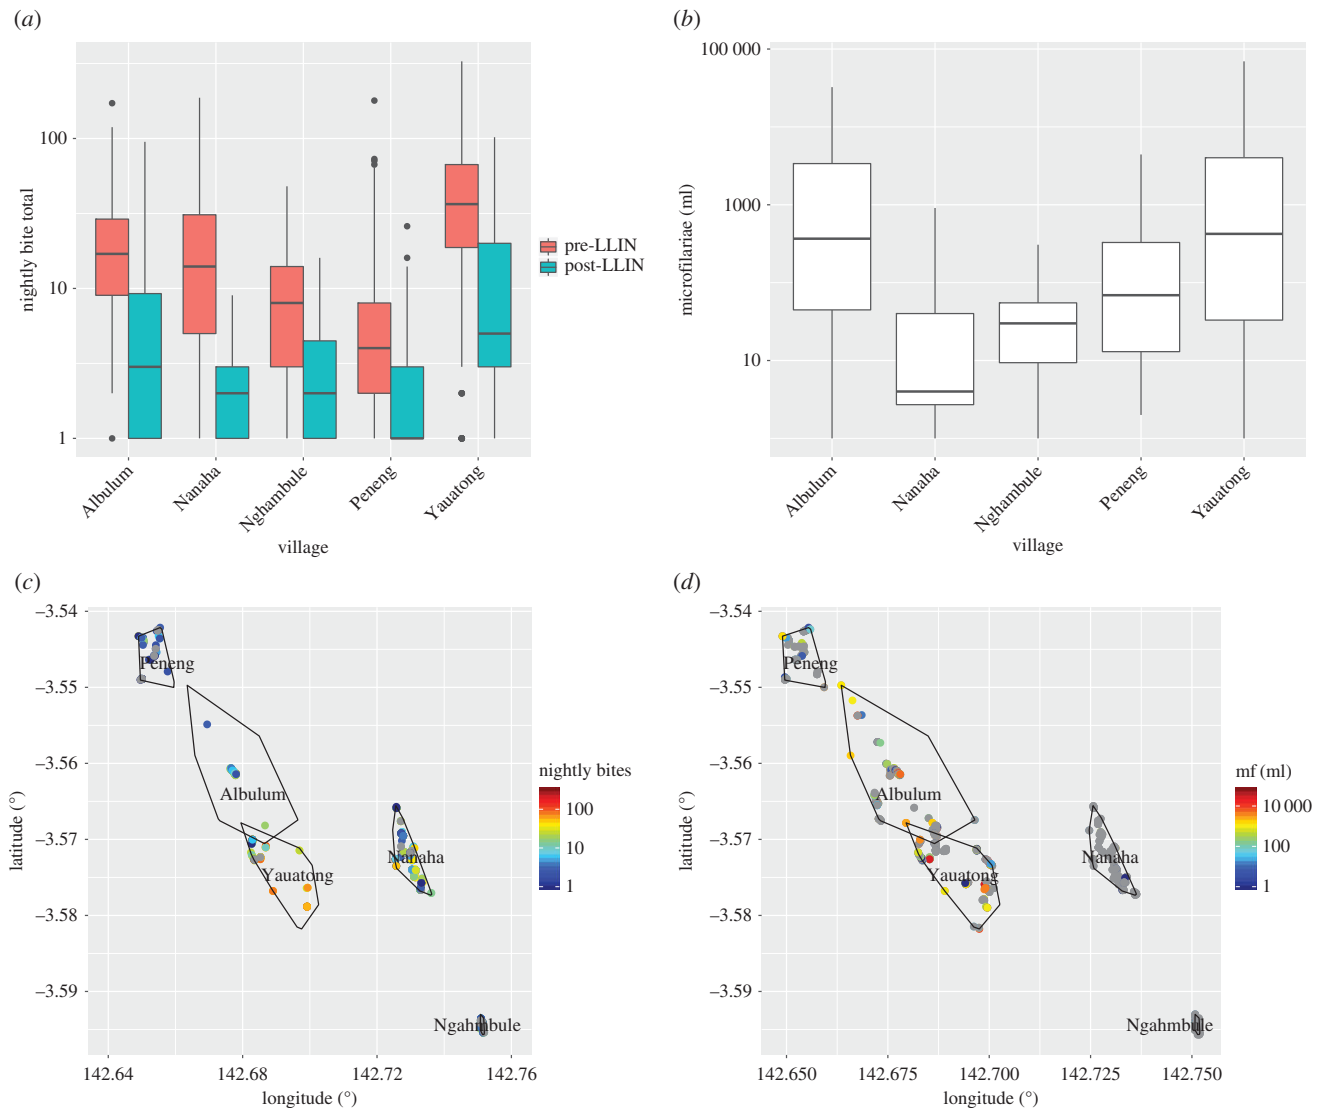 (a)
nightly bite total
100
10
1
Albulum
Nanaha
Nghambule
Peneng
Yauatong
village
pre-LLIN
post-LLIN
(b)
microfilariae (ml)
100 000
1000
10
Albulum
Nanaha
Nghambule
Peneng
Yauatong
village
(c)
latitude (°)
−3.54
−3.55
−3.56
−3.57
−3.58
−3.59
Peneng
Albulum
Yauatong
Nanaha
Ngahmbule
142.64
142.68
142.72
142.76
longitude (°)
nightly bites
100
10
1
(d)
latitude (°)
−3.54
−3.55
−3.56
−3.57
−3.58
−3.59
Peneng
Albulum
Yauatong
Nanaha
Ngahmbule
142.650
142.675
142.700
142.725
142.750
longitude (°)
mf (ml)
10 000
100
1